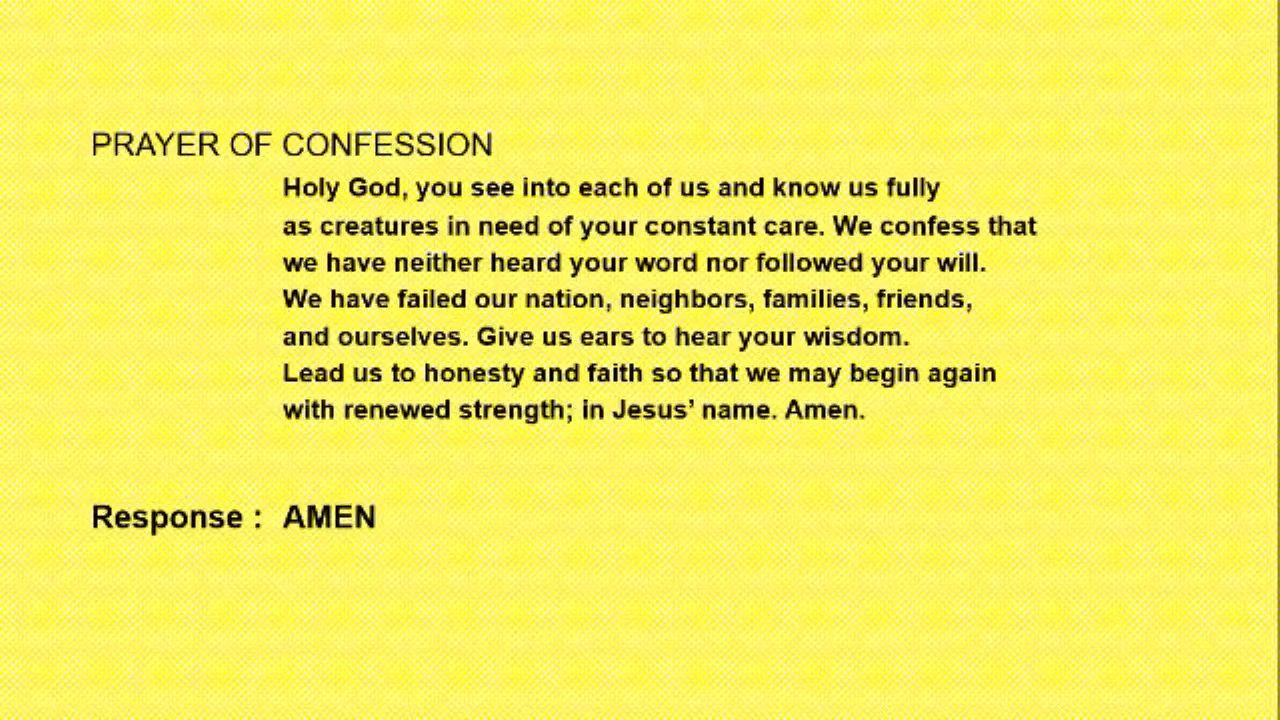 PRAYER OF CONFESSION
Holy God, you see into each of us and know us fully
as creatures in need of your constant care. We confess that
we have neither heard your word nor followed your will.
We have failed our nation, neighbors, families, friends,
and ourselves. Give us ears to hear your wisdom.
Lead us to honesty and faith so that we may begin again
with renewed strength; in Jesus’ name. Amen.
Response : AMEN